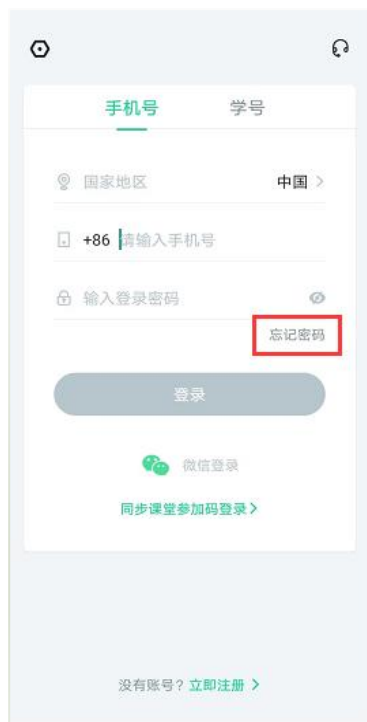 手机号 学号
国家地区 中国 >
+86 请输入手机号
输入登录密码
忘记密码
登录
微信登录
同步课堂参加码登录 >
没有账号？立即注册 >